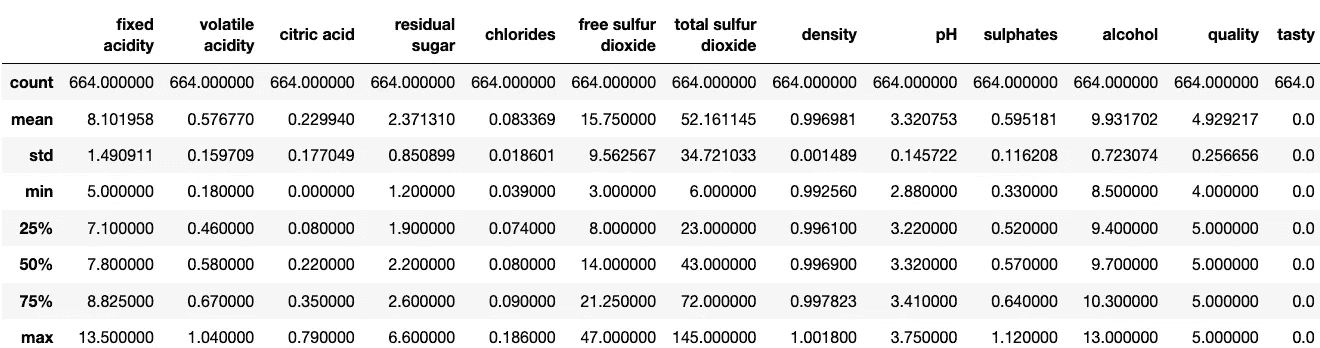 fixed acidity volatile acidity citric acid residual sugar chlorides free sulfur dioxide total sulfur dioxide density pH sulphates alcohol quality tasty
count 664.000000 664.000000 664.000000 664.000000 664.000000 664.000000 664.000000 664.000000 664.000000 664.000000 664.000000 664.000000 664.0
mean 8.101958 0.576770 0.229940 2.371310 0.083369 15.750000 52.161145 0.996981 3.320753 0.595181 9.931702 4.929217 0.0
std 1.490911 0.159709 0.177049 0.850899 0.018601 9.562567 34.721033 0.001489 0.145722 0.116208 0.723074 0.256656 0.0
min 5.000000 0.180000 0.000000 1.200000 0.039000 3.000000 6.000000 0.992560 2.880000 0.330000 8.500000 4.000000 0.0
25% 7.100000 0.460000 0.080000 1.900000 0.074000 8.000000 23.000000 0.996100 3.220000 0.520000 9.400000 5.000000 0.0
50% 7.800000 0.580000 0.220000 2.200000 0.080000 14.000000 43.000000 0.996900 3.320000 0.570000 9.700000 5.000000 0.0
75% 8.825000 0.670000 0.350000 2.600000 0.090000 21.250000 72.000000 0.997823 3.410000 0.640000 10.300000 5.000000 0.0
max 13.500000 1.040000 0.790000 6.600000 0.186000 47.000000 145.000000 1.001800 3.750000 1.120000 13.000000 5.000000 0.0